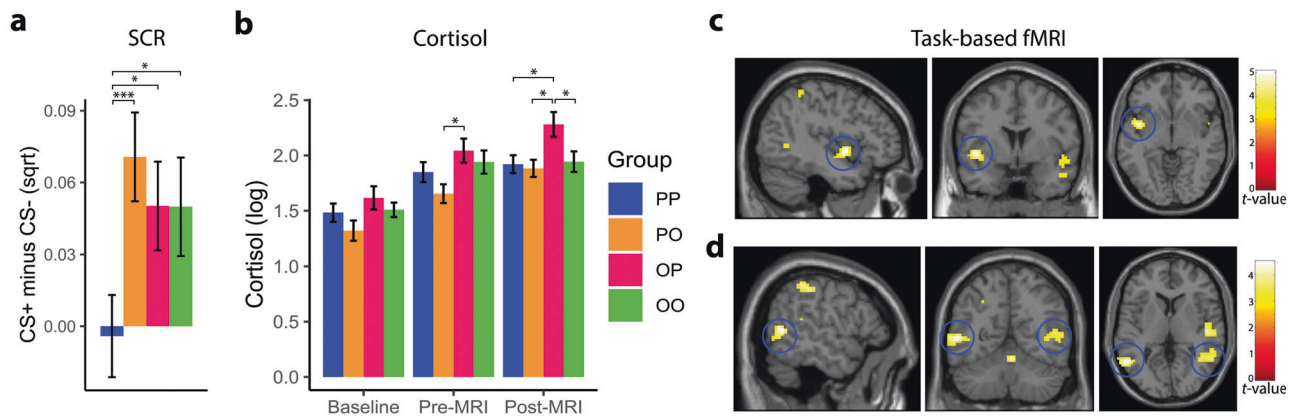 a
SCR
***
*
*
0.09
0.06
0.03
0.00
CS+ minus CS- (sqrt)
b
Cortisol
2.5
2.0
1.5
1.0
0.5
0.0
Cortisol (log)
*
*
*
*
Baseline
Pre-MRI
Post-MRI
Group
PP
PO
OP
OO
c
Task-based fMRI
5
4
3
2
1
0
t-value
d
4
3
2
1
0
t-value